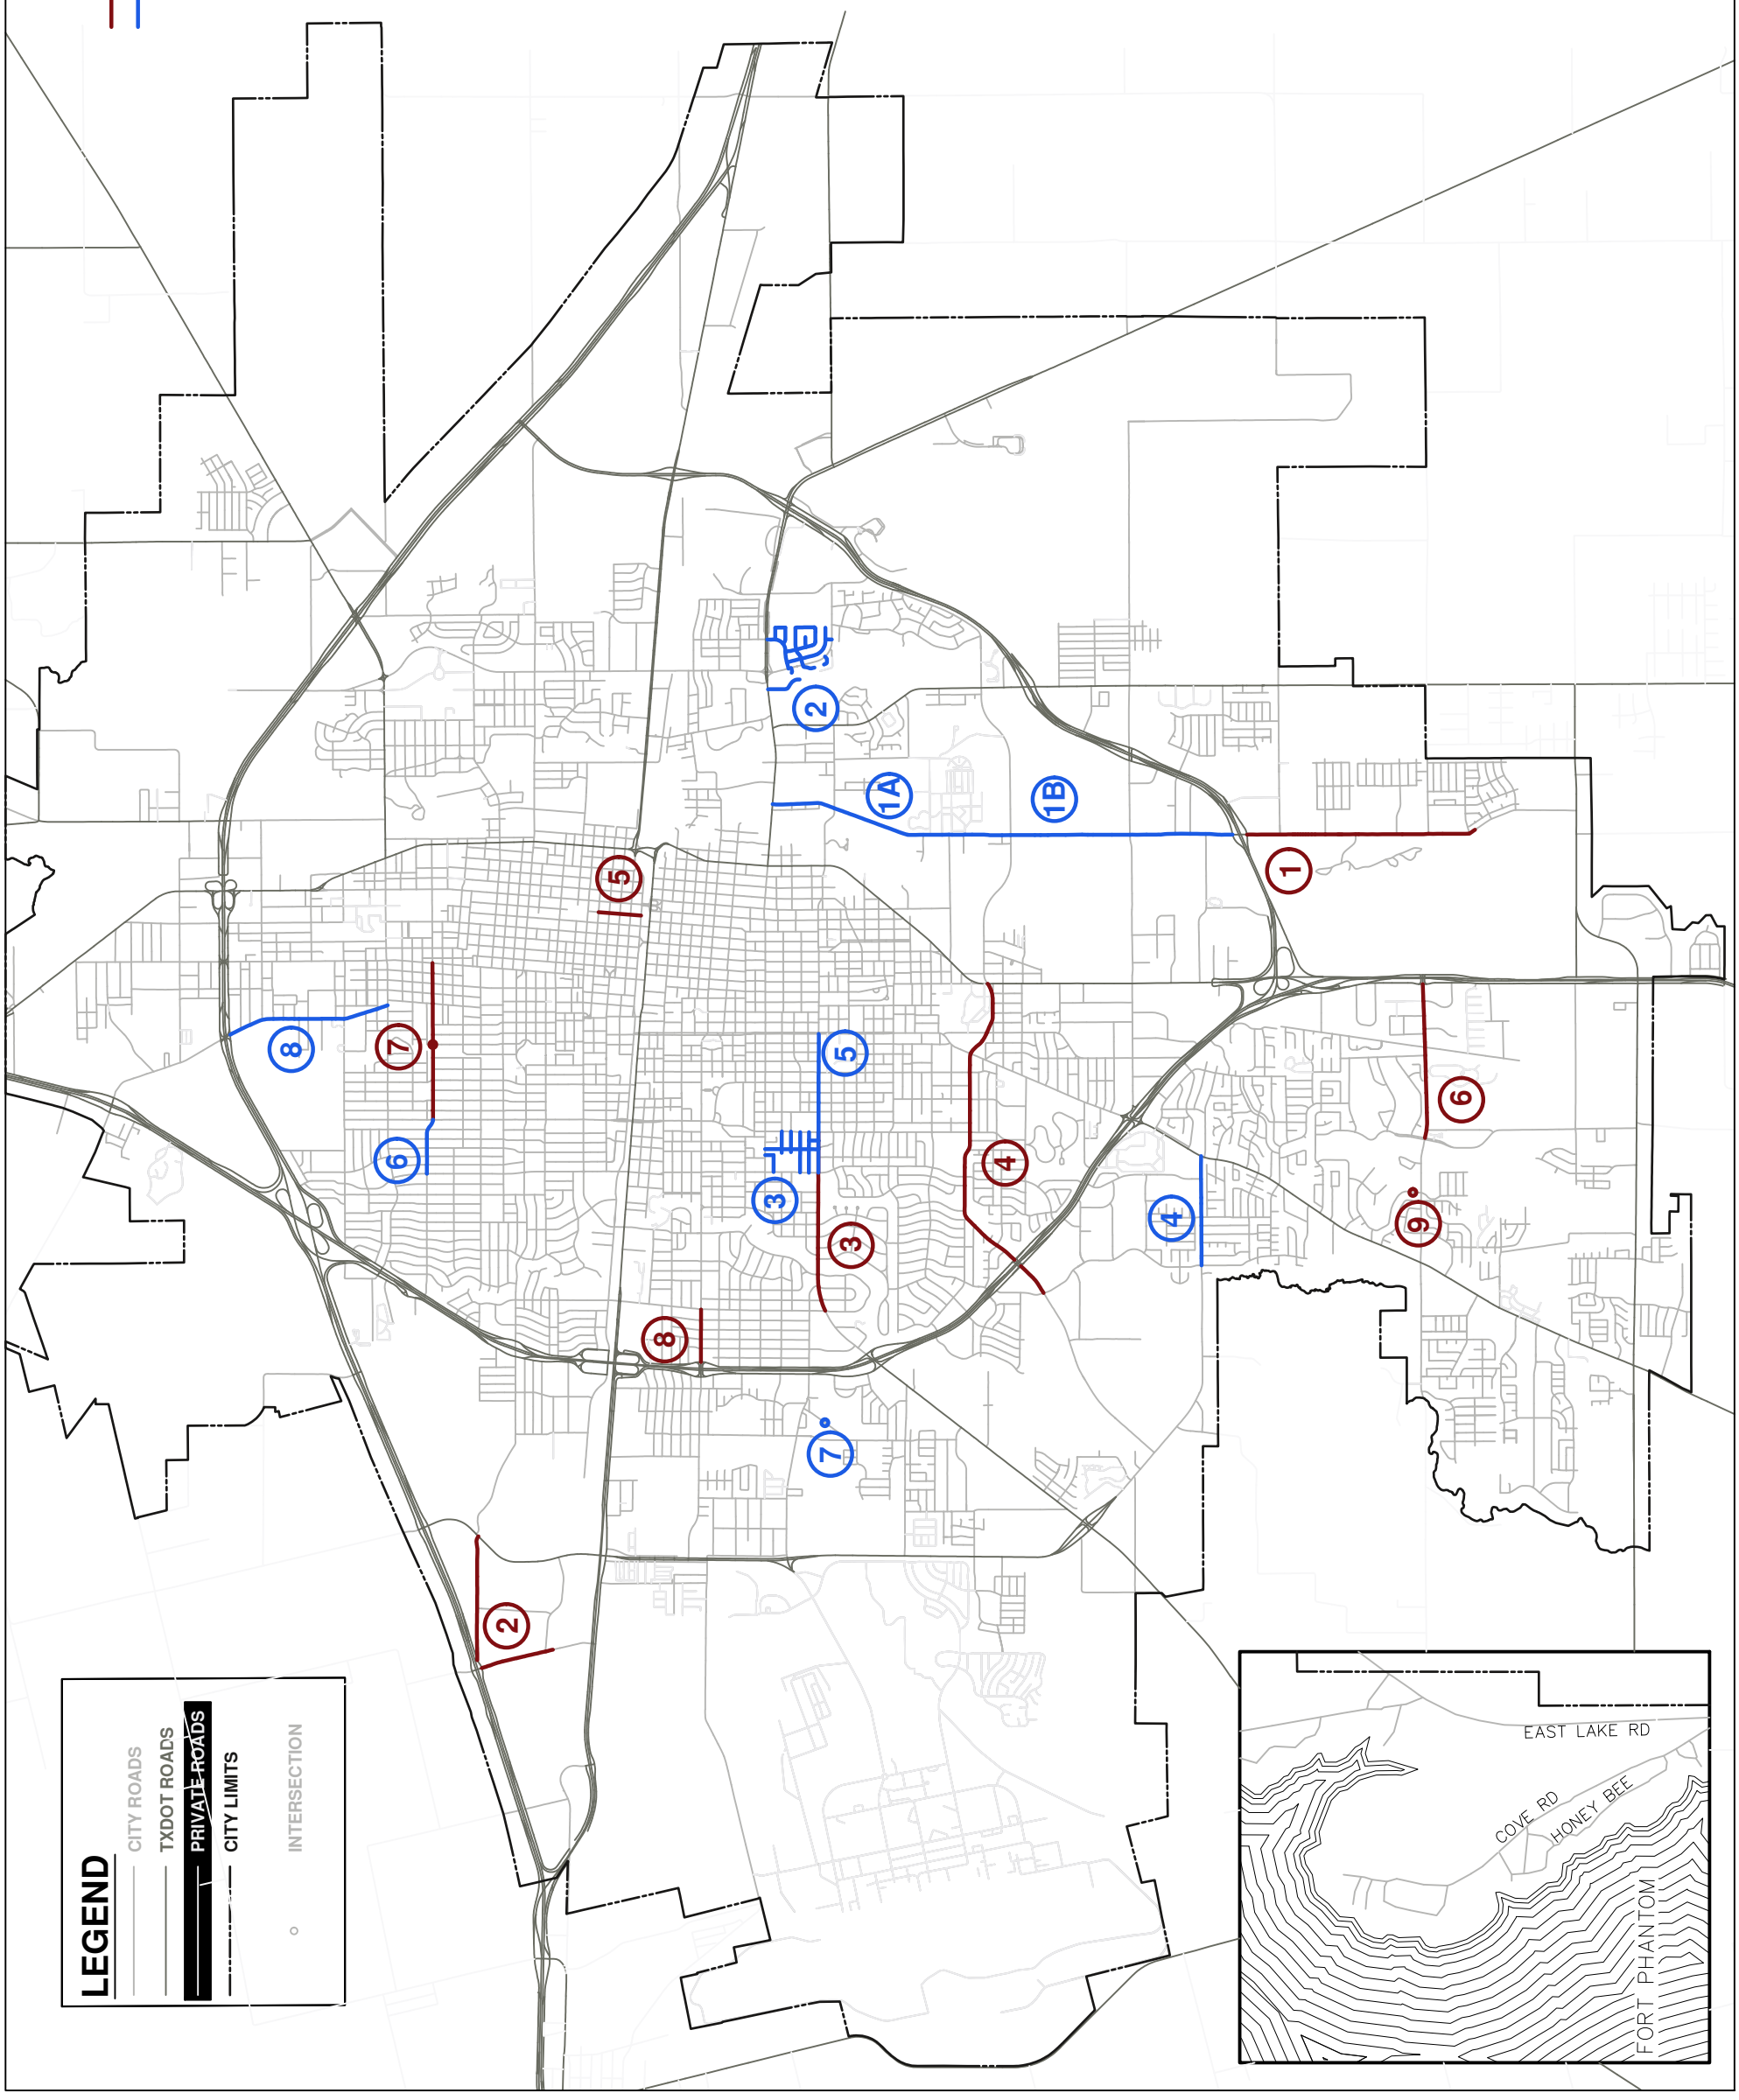 LEGEND
CITY ROADS
TXDOT ROADS
PRIVATE ROADS
CITY LIMITS
INTERSECTION
8
6
7
2
5
8
3
2
7
5
3
1A
4
1B
4
1
9
6
EAST LAKE RD
COVE RD
HONEY BEE
FORT PHANTOM